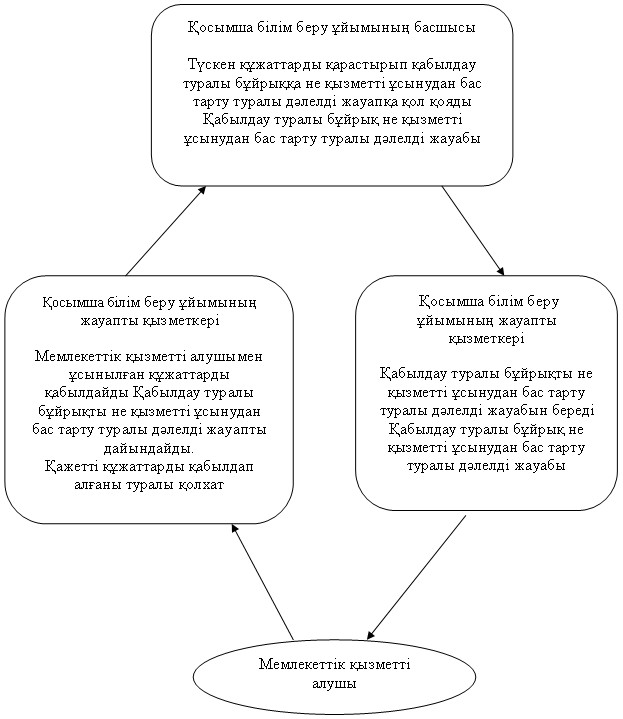 Қосымша білім беру ұйымының басшысы
Түскен құжаттарды қарастырып қабылдау
туралы бұйрыққа не қызметті ұсынудан бас
тарту туралы дәлелді жауапқа қол қояды
Қабылдау туралы бұйрық не қызметті
ұсынудан бас тарту туралы дәлелді жауабы
Қосымша білім беру ұйымының
жауапты қызметкері
Мемлекеттік қызметті алушымен
ұсынылған құжаттарды
қабылдайды Қабылдау туралы
бұйрықты не қызметті ұсынудан
бас тарту туралы дәлелді жауапты
дайындайды.
Қажетті құжаттарды қабылдап
алғаны туралы қолхат
Қосымша білім беру
ұйымының жауапты
қызметкері
Қабылдау туралы бұйрықты не
қызметті ұсынудан бас тарту
туралы дәлелді жауабын береді
Қабылдау туралы бұйрық не
қызметті ұсынудан бас тарту
туралы дәлелді жауабы
Мемлекеттік қызметті
алушы